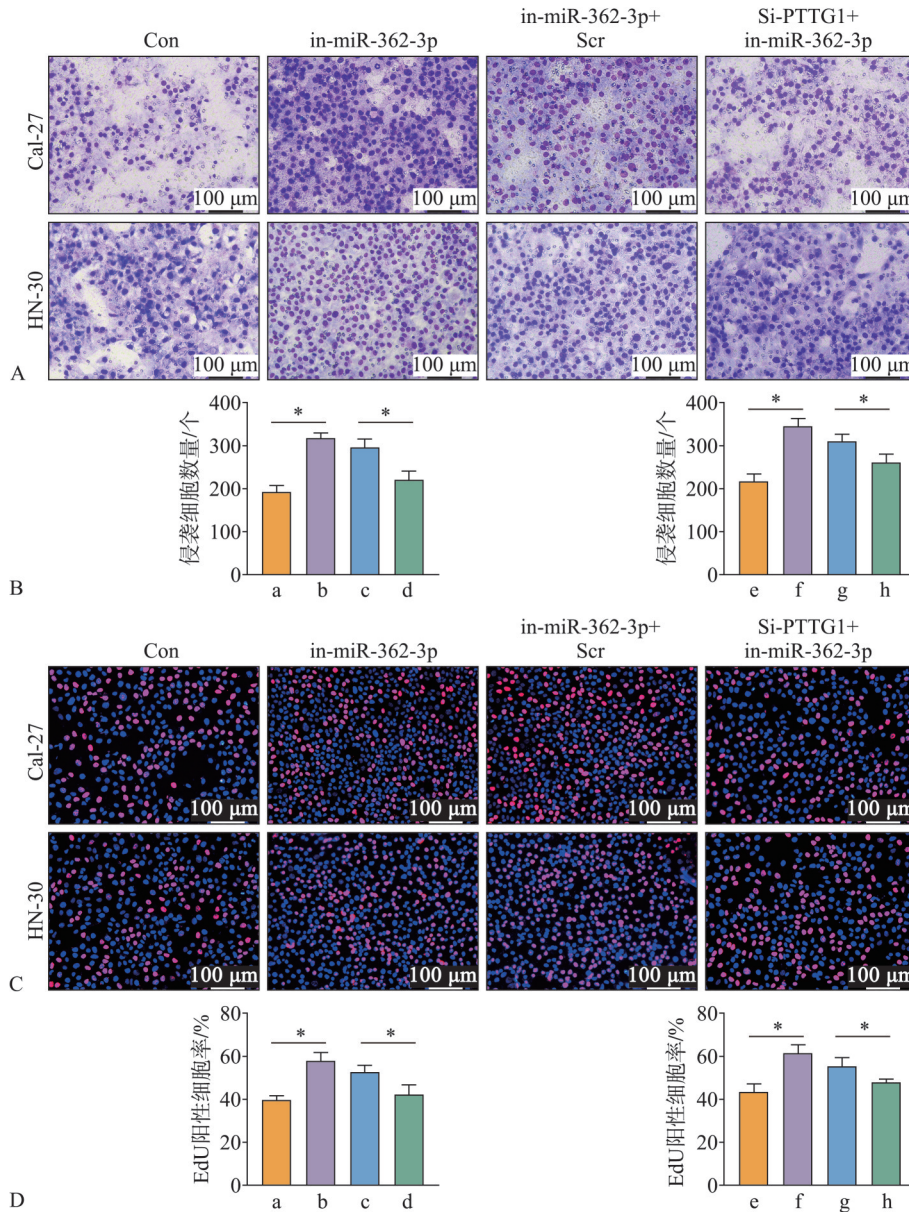 A
Con
in-miR-362-3p
in-miR-362-3p+
Scr
Si-PTTG1+
in-miR-362-3p
Cal-27
100 μm
100 μm
100 μm
100 μm
HN-30
100 μm
100 μm
100 μm
100 μm
B
侵袭细胞数量/个
400
300
200
100
0
*
*
a
b
c
d
侵袭细胞数量/个
400
300
200
100
0
*
*
e
f
g
h
C
Con
in-miR-362-3p
in-miR-362-3p+
Scr
Si-PTTG1+
in-miR-362-3p
Cal-27
100 μm
100 μm
100 μm
100 μm
HN-30
100 μm
100 μm
100 μm
100 μm
D
EdU阳性细胞率/%
80
60
40
20
0
*
*
a
b
c
d
EdU阳性细胞率/%
80
60
40
20
0
*
*
e
f
g
h